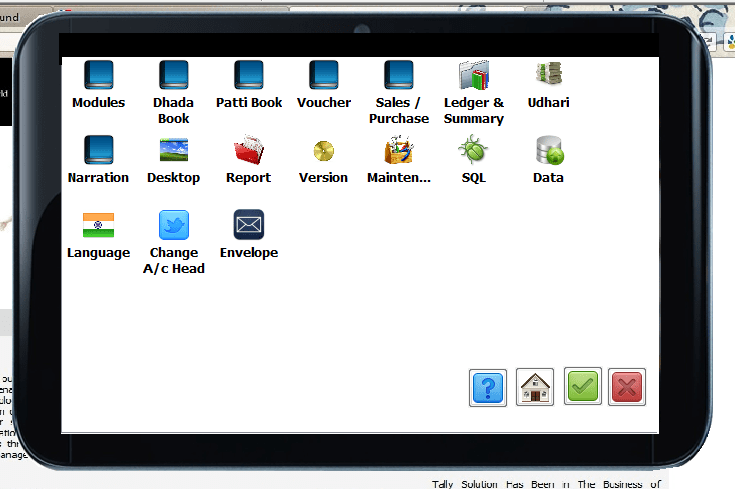 und
Modules
Dhada
Book
Patti Book
Voucher
Sales /
Purchase
Ledger &
Summary
Udhari
Narration
Desktop
Report
Version
Mainten...
SQL
Data
Language
Change
A/c Head
Envelope
?
Tally Solution Has Been in The Business of